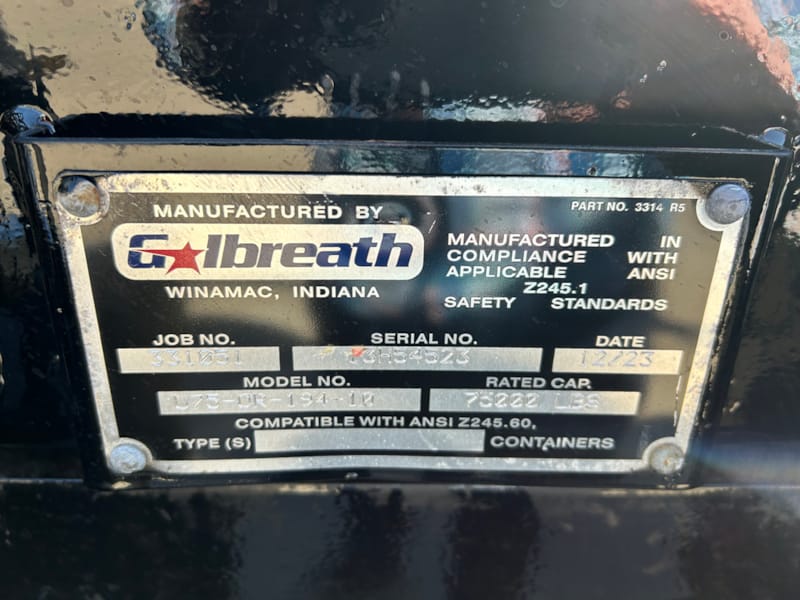 MANUFACTURED BY
PART NO. 3314 R5
Galbreath
WINAMAC, INDIANA
MANUFACTURED IN
COMPLIANCE WITH
APPLICABLE ANSI
Z245.1
SAFETY STANDARDS
JOB NO. SERIAL NO. DATE
331051 12/23
MODEL NO. RATED CAP.
U75-OR-194-10 75000 LBS
COMPATIBLE WITH ANSI Z245.60,
TYPE (S) CONTAINERS